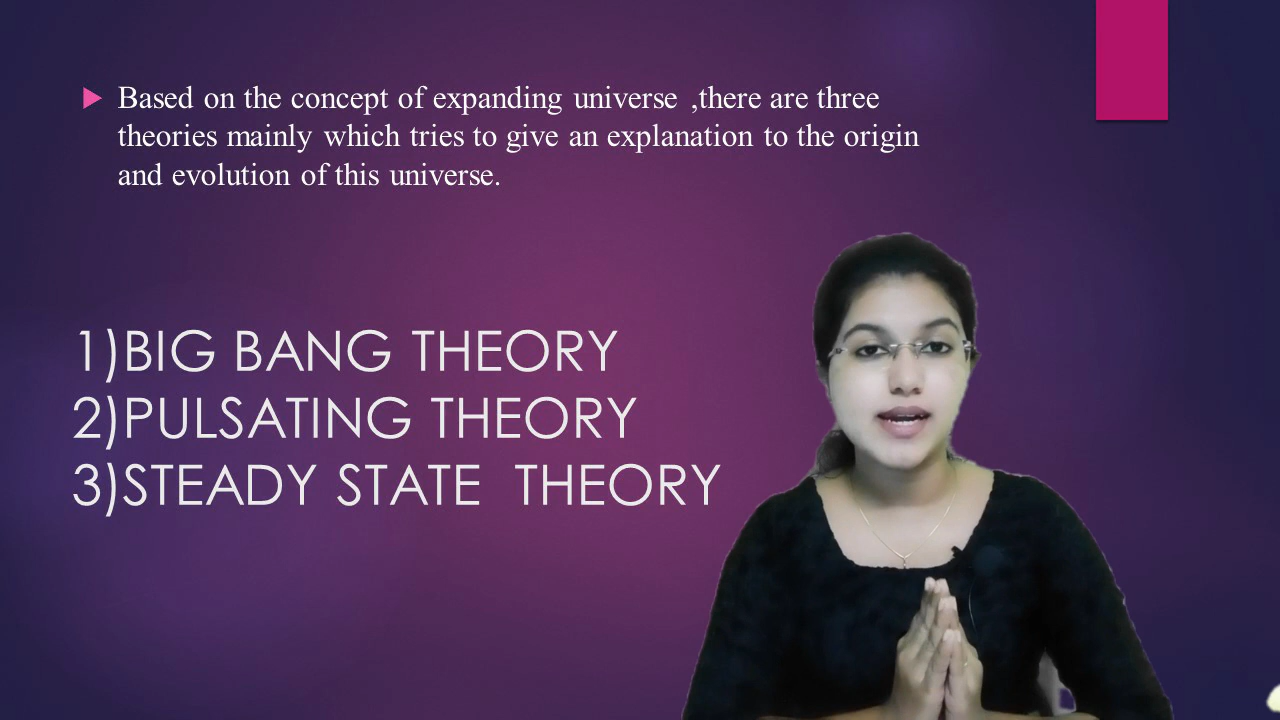 Based on the concept of expanding universe ,there are three
theories mainly which tries to give an explanation to the origin
and evolution of this universe.
1)BIG BANG THEORY
2)PULSATING THEORY
3)STEADY STATE  THEORY